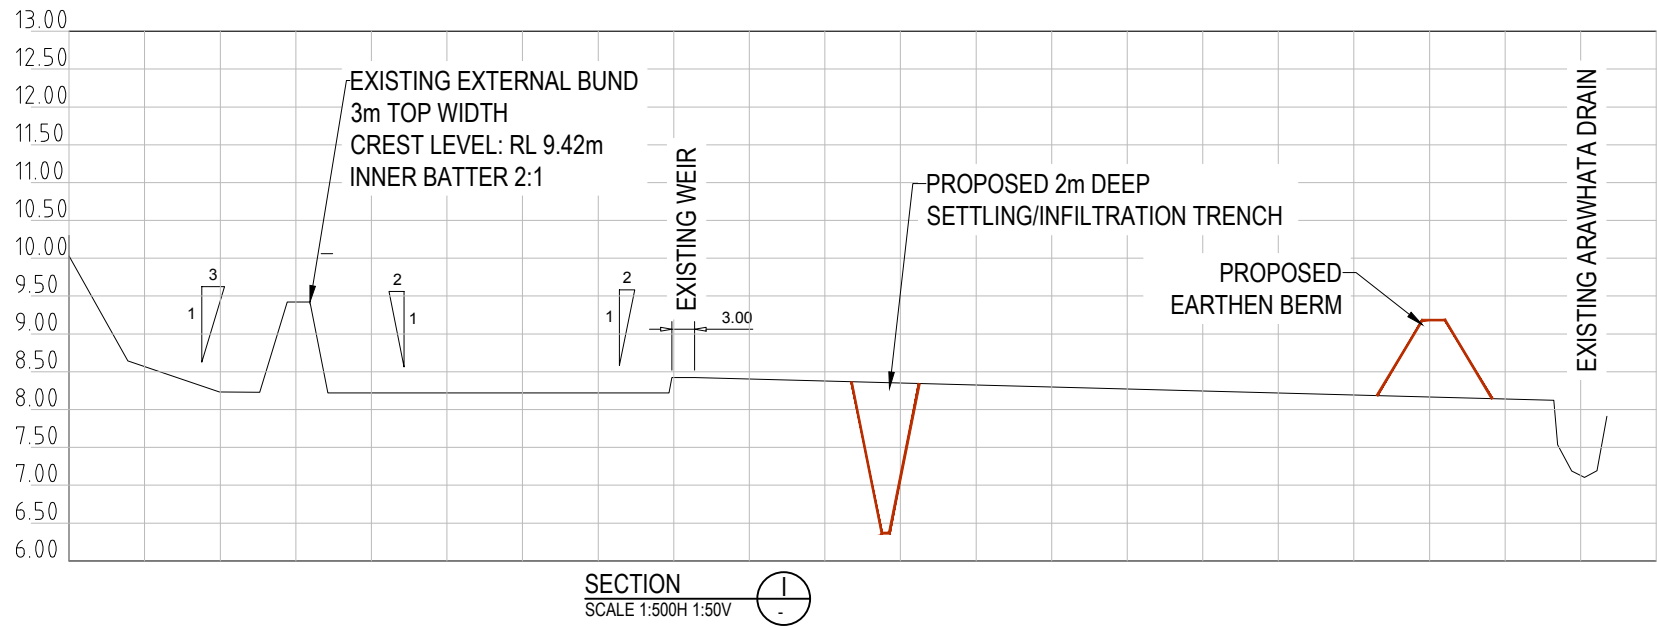 13.00
12.50
12.00
11.50
11.00
10.50
10.00
9.50
9.00
8.50
8.00
7.50
7.00
6.50
6.00
EXISTING EXTERNAL BUND
3m TOP WIDTH
CREST LEVEL: RL 9.42m
INNER BATTER 2:1
3
1
2
1
2
1
EXISTING WEIR
3.00
PROPOSED 2m DEEP
SETTLING/INFILTRATION TRENCH
PROPOSED
EARTHEN BERM
EXISTING ARAWHATA DRAIN
SECTION
SCALE 1:500H 1:50V
I
-